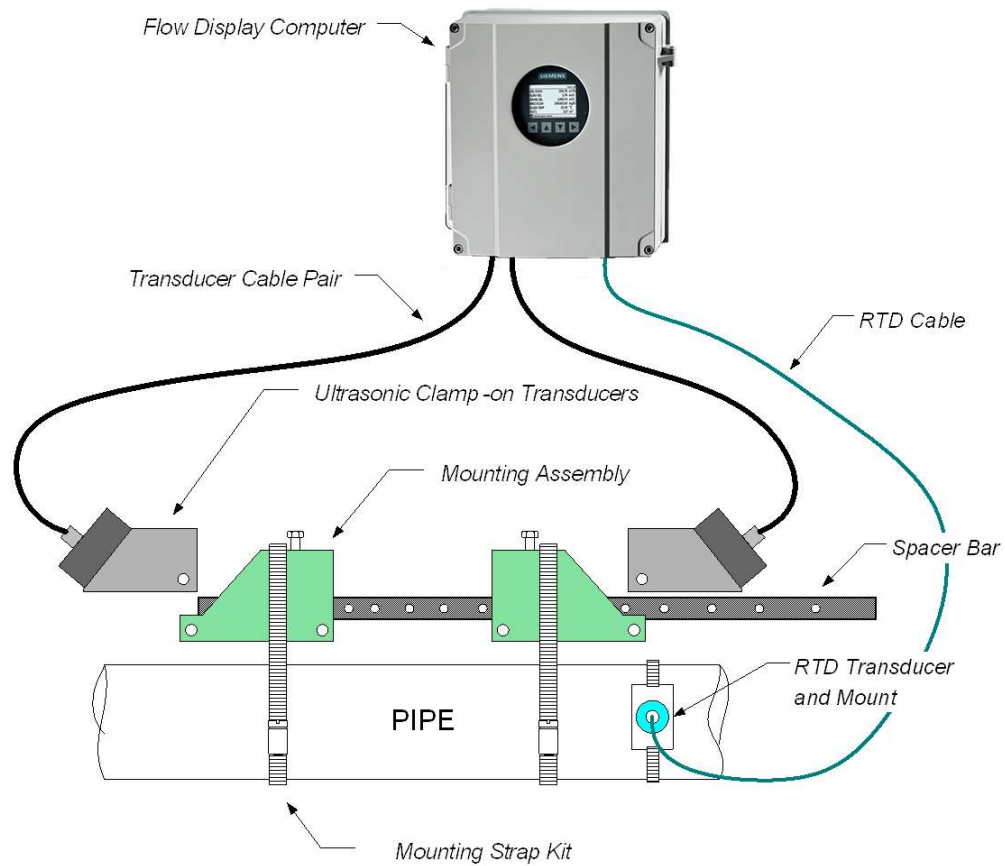 Flow Display Computer
SIEMENS
Transducer Cable Pair
RTD Cable
Ultrasonic Clamp -on Transducers
Mounting Assembly
Spacer Bar
RTD Transducer
and Mount
PIPE
Mounting Strap Kit